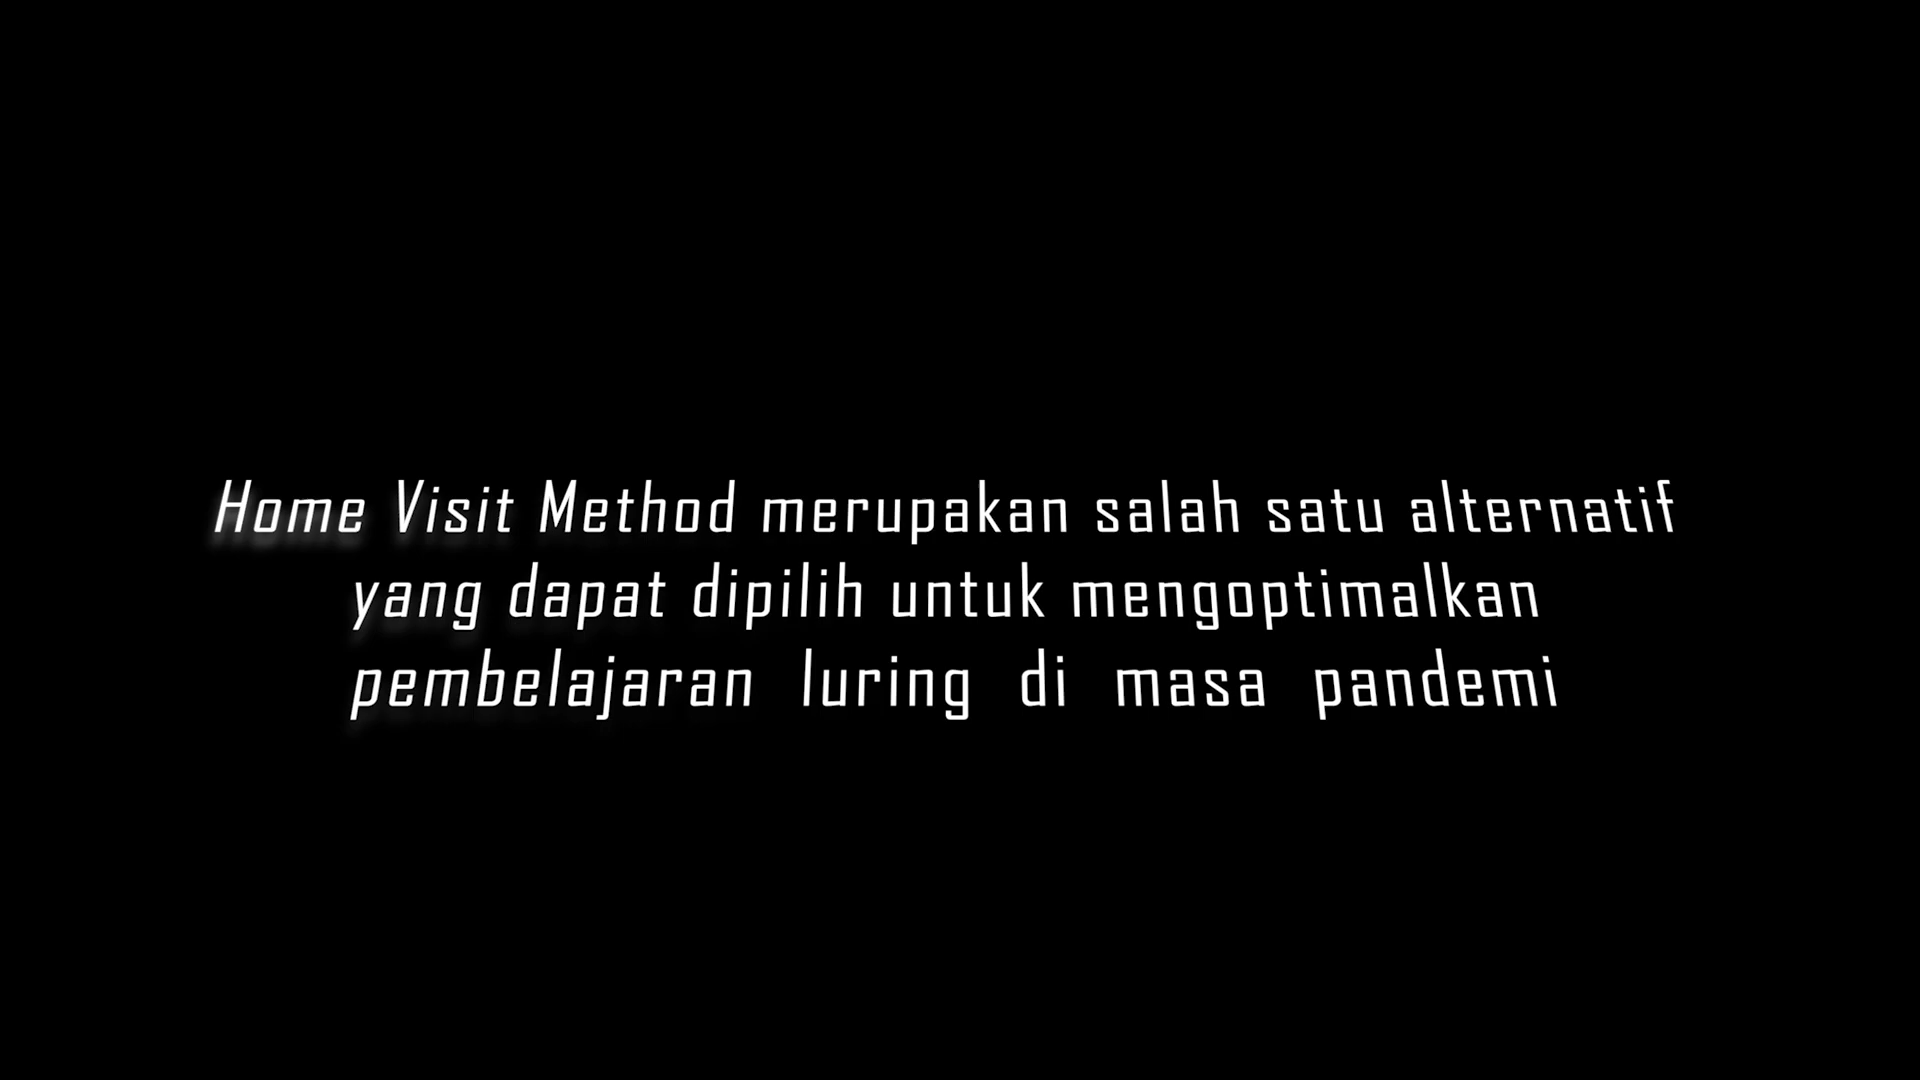 Home Visit Method merupakan salah satu alternatif
yang dapat dipilih untuk mengoptimalkan
pembelajaran luring di masa pandemi